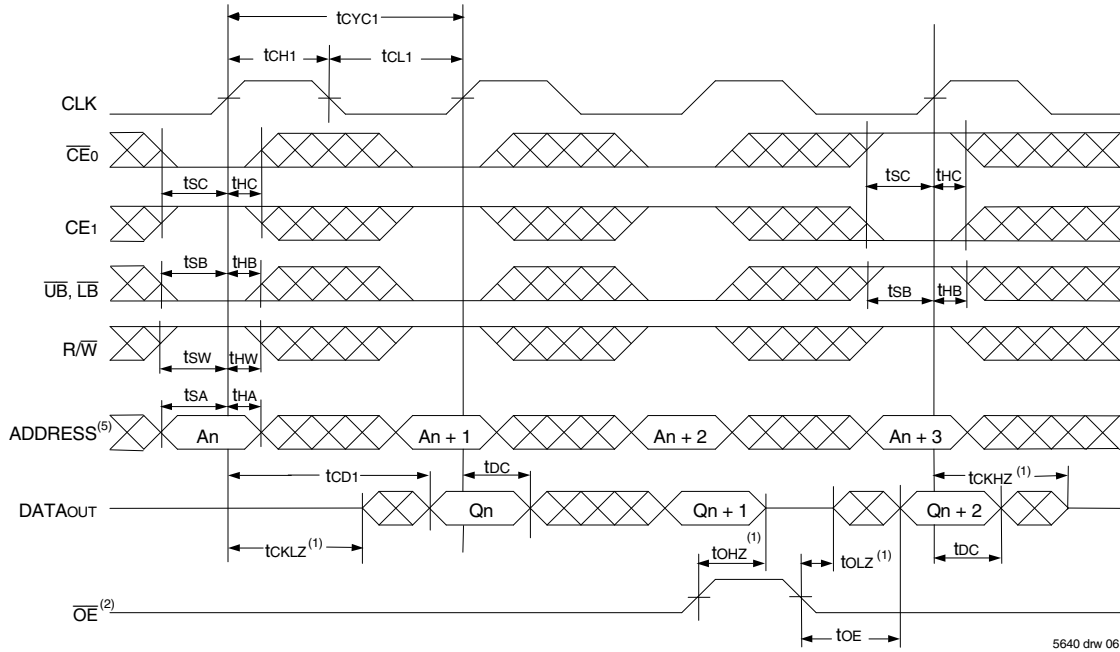 tCYC1
tCH1 tCL1
CLK
CE0
tSC tHC tSC tHC
CE1
tSB tHB
UB, LB
tSB tHB
R/W
tSW tHW
tSA tHA
ADDRESS(5) An An + 1 An + 2 An + 3
tCD1 tDC tCKHZ(1)
DATAOUT Qn Qn + 1 Qn + 2
tCKLZ(1) tOHZ(1) tOLZ(1) tDC
OE(2)
tOE
5640 drw 06